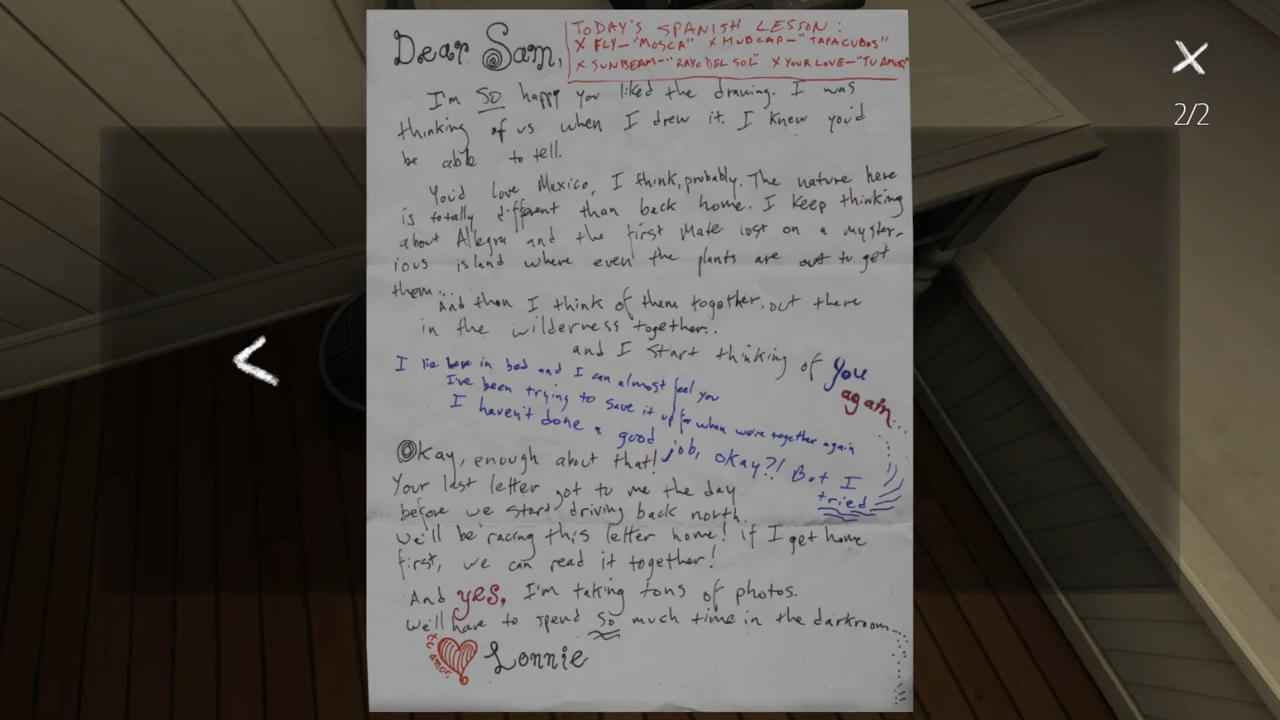 Dear Sam,
TODAY'S SPANISH LESSON:
x FLY-"MOSCA" x HUBCAP-"TAPACUBOS"
x SUNBEAM-"RAYO DEL SOL" x YOUR LOVE-"TU AMOR"
I'm SO happy you liked the drawing. I was
thinking of us when I drew it. I knew you'd
be able to tell.
You'd love Mexico, I think, probably. The nature here
is totally different than back home. I keep thinking
about Allegra and the First Mate lost on a myster-
ious island where even the plants are out to get
them...
And then I think of them together, out there
in the wilderness together..
and I start thinking of you
again...
I lie here in bed and I can almost feel you
I've been trying to save it up for when we're together again
I haven't done a good job, okay?! But I
tried
Okay, enough about that!
Your last letter got to me the day
before we start driving back north.
We'll be racing this letter home! if I get home
first, we can read it together!
And yes, I'm taking tons of photos.
We'll have to spend SO much time in the darkroom...
te amor,
Lonnie
2/2